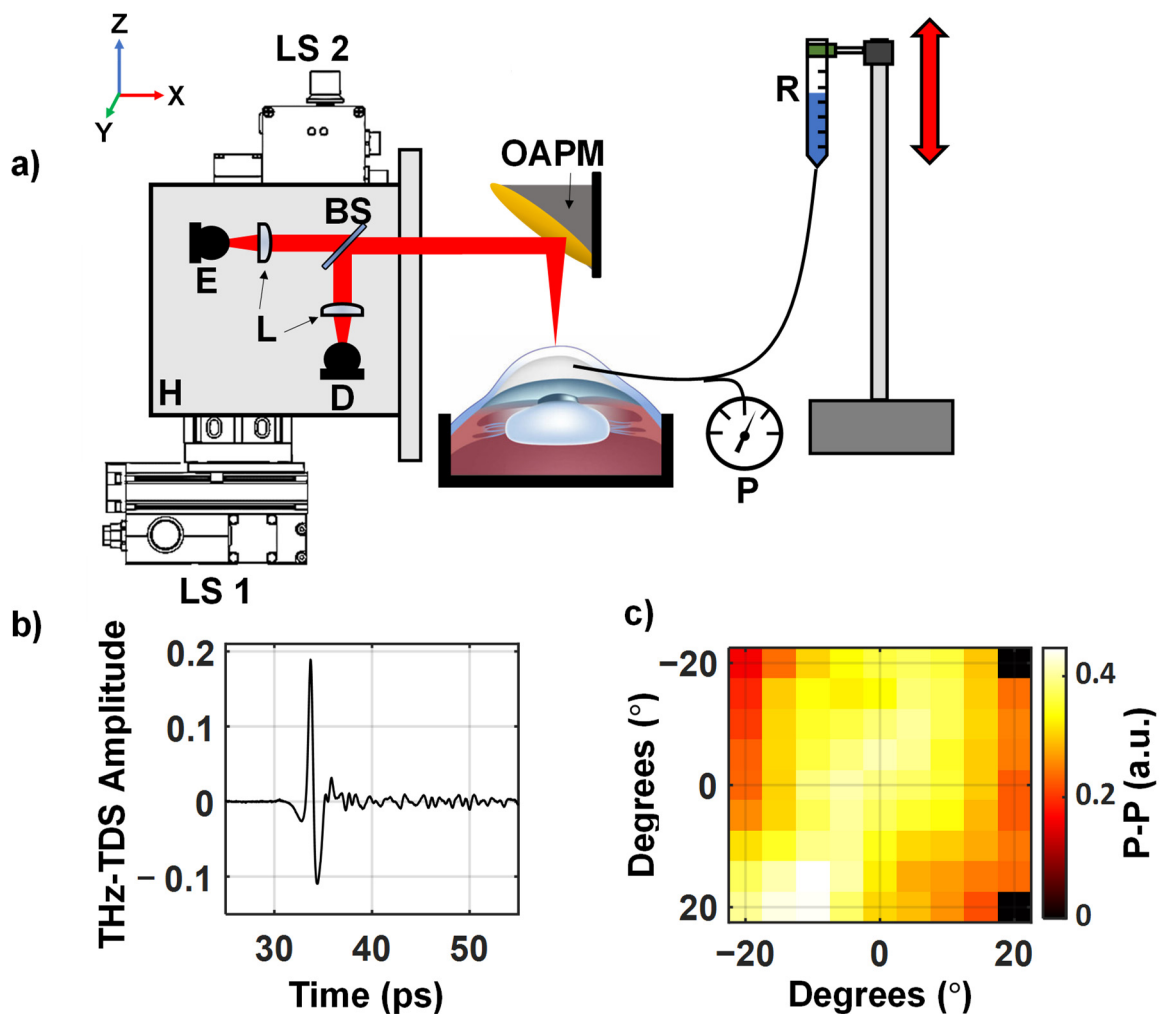 a)
Z
X
Y
LS 2
OAPM
R
BS
E
L
D
H
P
LS 1
b)
THz-TDS Amplitude
0.2
0.1
0
−0.1
30 40 50
Time (ps)
c)
Degrees (°)
−20
0
20
−20 0 20
Degrees (°)
0.4
0.2
0
P-P (a.u.)